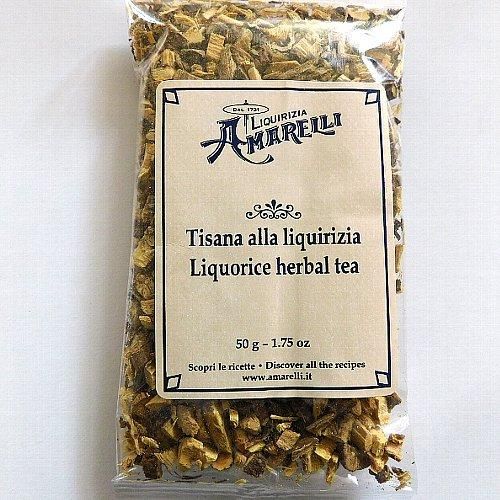 DAL 1731
LIQUIRIZIA
AMARELLI
Tisana alla liquirizia
Liquorice herbal tea
50 g – 1.75 oz
Scopri le ricette • Discover all the recipes
www.amarelli.it